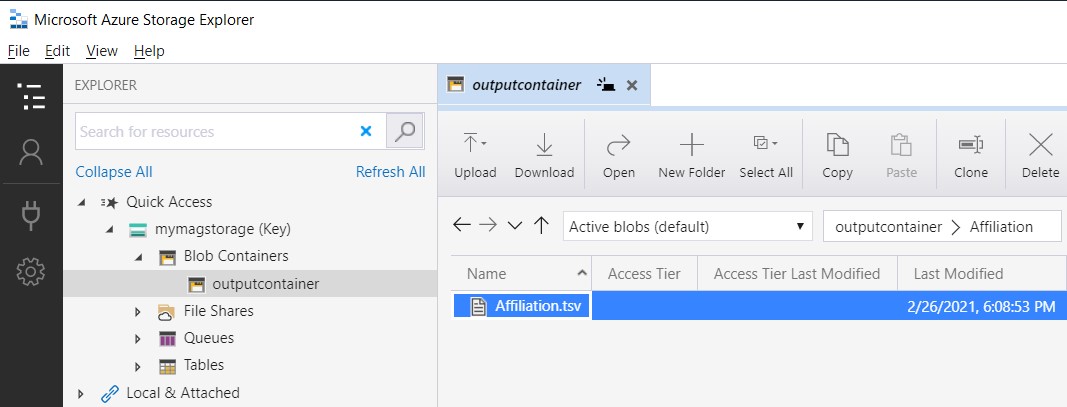 Microsoft Azure Storage Explorer
File Edit View Help
EXPLORER
Search for resources
Collapse All Refresh All
Quick Access
mymagstorage (Key)
Blob Containers
outputcontainer
File Shares
Queues
Tables
Local & Attached
outputcontainer
Upload Download Open New Folder Select All Copy Paste Clone Delete
Active blobs (default) outputcontainer > Affiliation
Name Access Tier Access Tier Last Modified Last Modified
Affiliation.tsv 2/26/2021, 6:08:53 PM